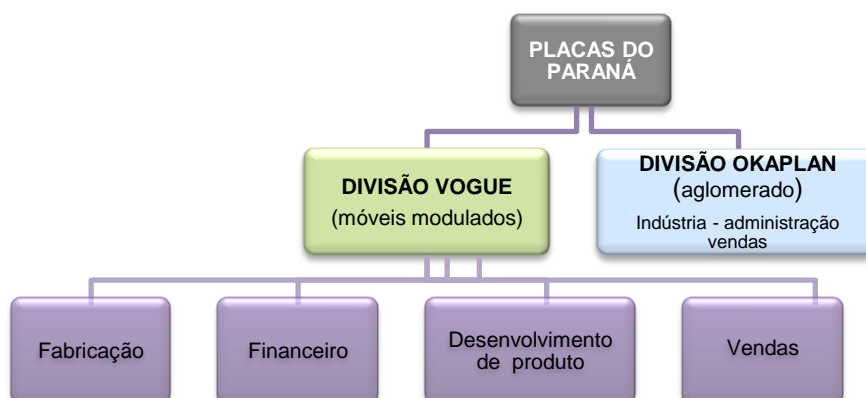 PLACAS DO
PARANÁ
DIVISÃO VOGUE
(móveis modulados)
DIVISÃO OKAPLAN
(aglomerado)
Indústria - administração
vendas
Fabricação
Financeiro
Desenvolvimento
de produto
Vendas